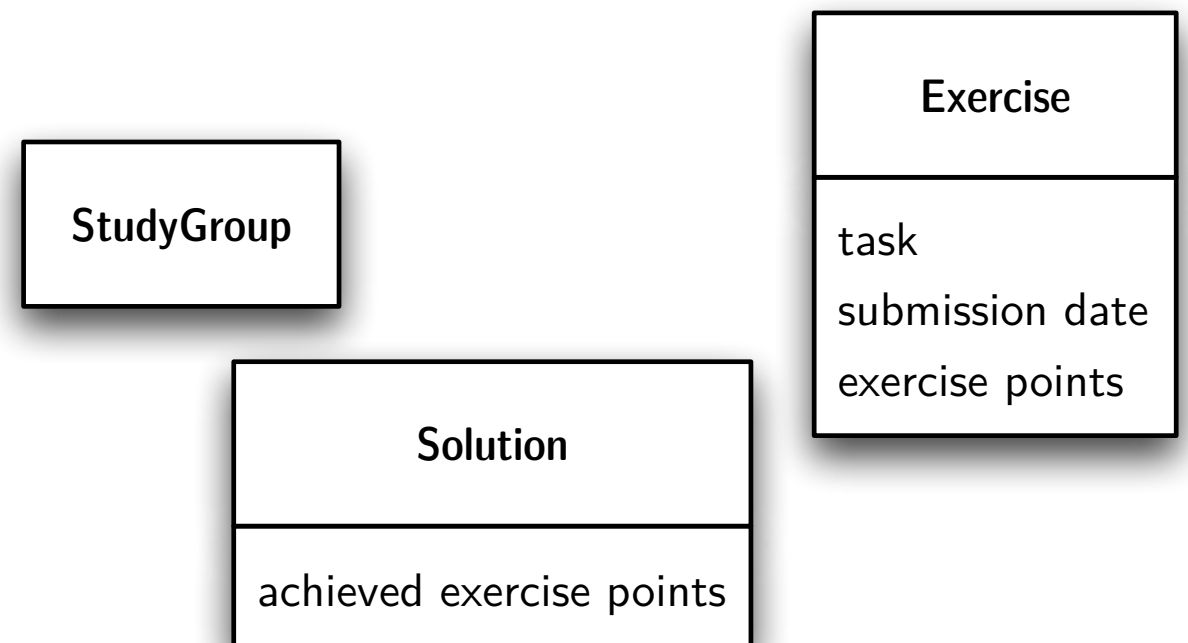 StudyGroup
Exercise
task
submission date
exercise points
Solution
achieved exercise points